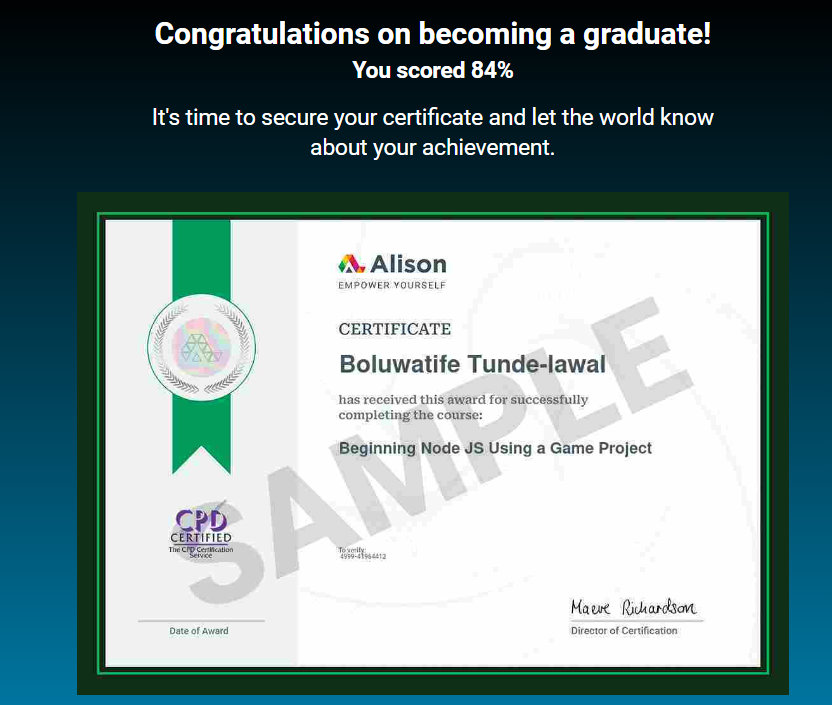 Congratulations on becoming a graduate!
You scored 84%
It's time to secure your certificate and let the world know
about your achievement.
Alison
EMPOWER YOURSELF
CERTIFICATE
Boluwatife Tunde-lawal
has received this award for successfully
completing the course:
Beginning Node JS Using a Game Project
SAMPLE
CPD
CERTIFIED
The CPD Certification
Service
To verify:
4999-41964412
Maeve Richardson
Date of Award
Director of Certification